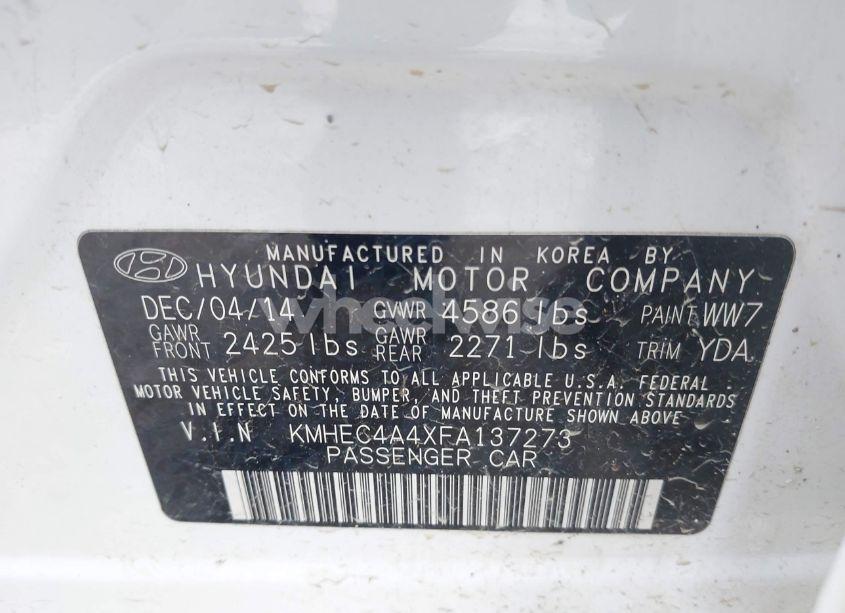 MANUFACTURED IN KOREA BY
HYUNDAI MOTOR COMPANY
DEC/04/14 GVWR 4586 lbs PAINT WW7
GAWR FRONT 2425 lbs GAWR REAR 2271 lbs TRIM YDA
THIS VEHICLE CONFORMS TO ALL APPLICABLE U.S.A. FEDERAL
MOTOR VEHICLE SAFETY, BUMPER, AND THEFT PREVENTION STANDARDS
IN EFFECT ON THE DATE OF MANUFACTURE SHOWN ABOVE
V.I.N KMHEC4A4XFA137273
PASSENGER CAR
wheelwise